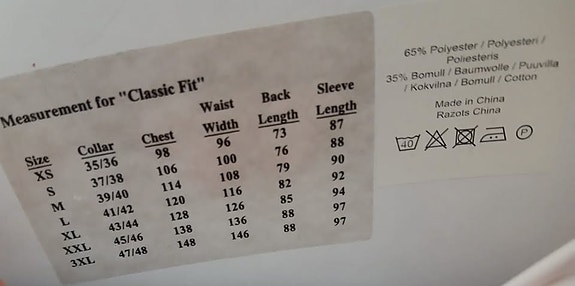 Measurement for "Classic Fit"
Size Collar Chest Waist Width Back Length Sleeve Length
XS 35/36 98 96 73 87
S 37/38 106 100 76 88
M 39/40 114 108 79 90
L 41/42 120 116 82 92
XL 43/44 128 126 85 94
XXL 45/46 138 136 88 97
3XL 47/48 148 146 88 97
65% Polyester / Polyesteri /
Poliesteris
35% Bomull / Baumwolle / Puuvilla
/ Kokvilna / Bomull / Cotton
Made in China
Razots China
40 P